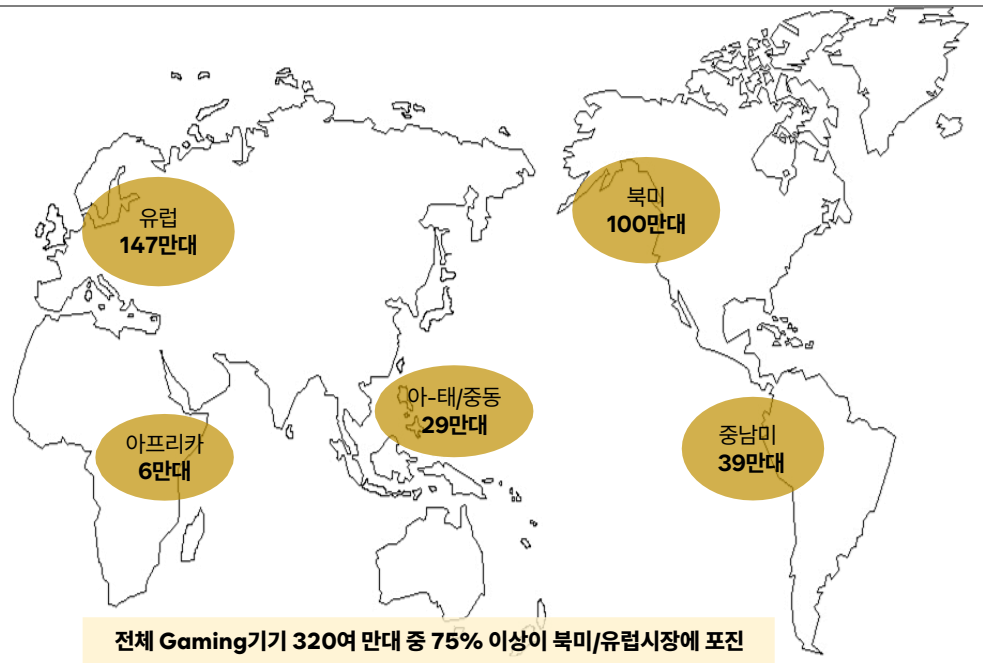 유럽
147만대
북미
100만대
아-태/중동
29만대
아프리카
6만대
중남미
39만대
전체 Gaming기기 320여 만대 중 75% 이상이 북미/유럽시장에 포진